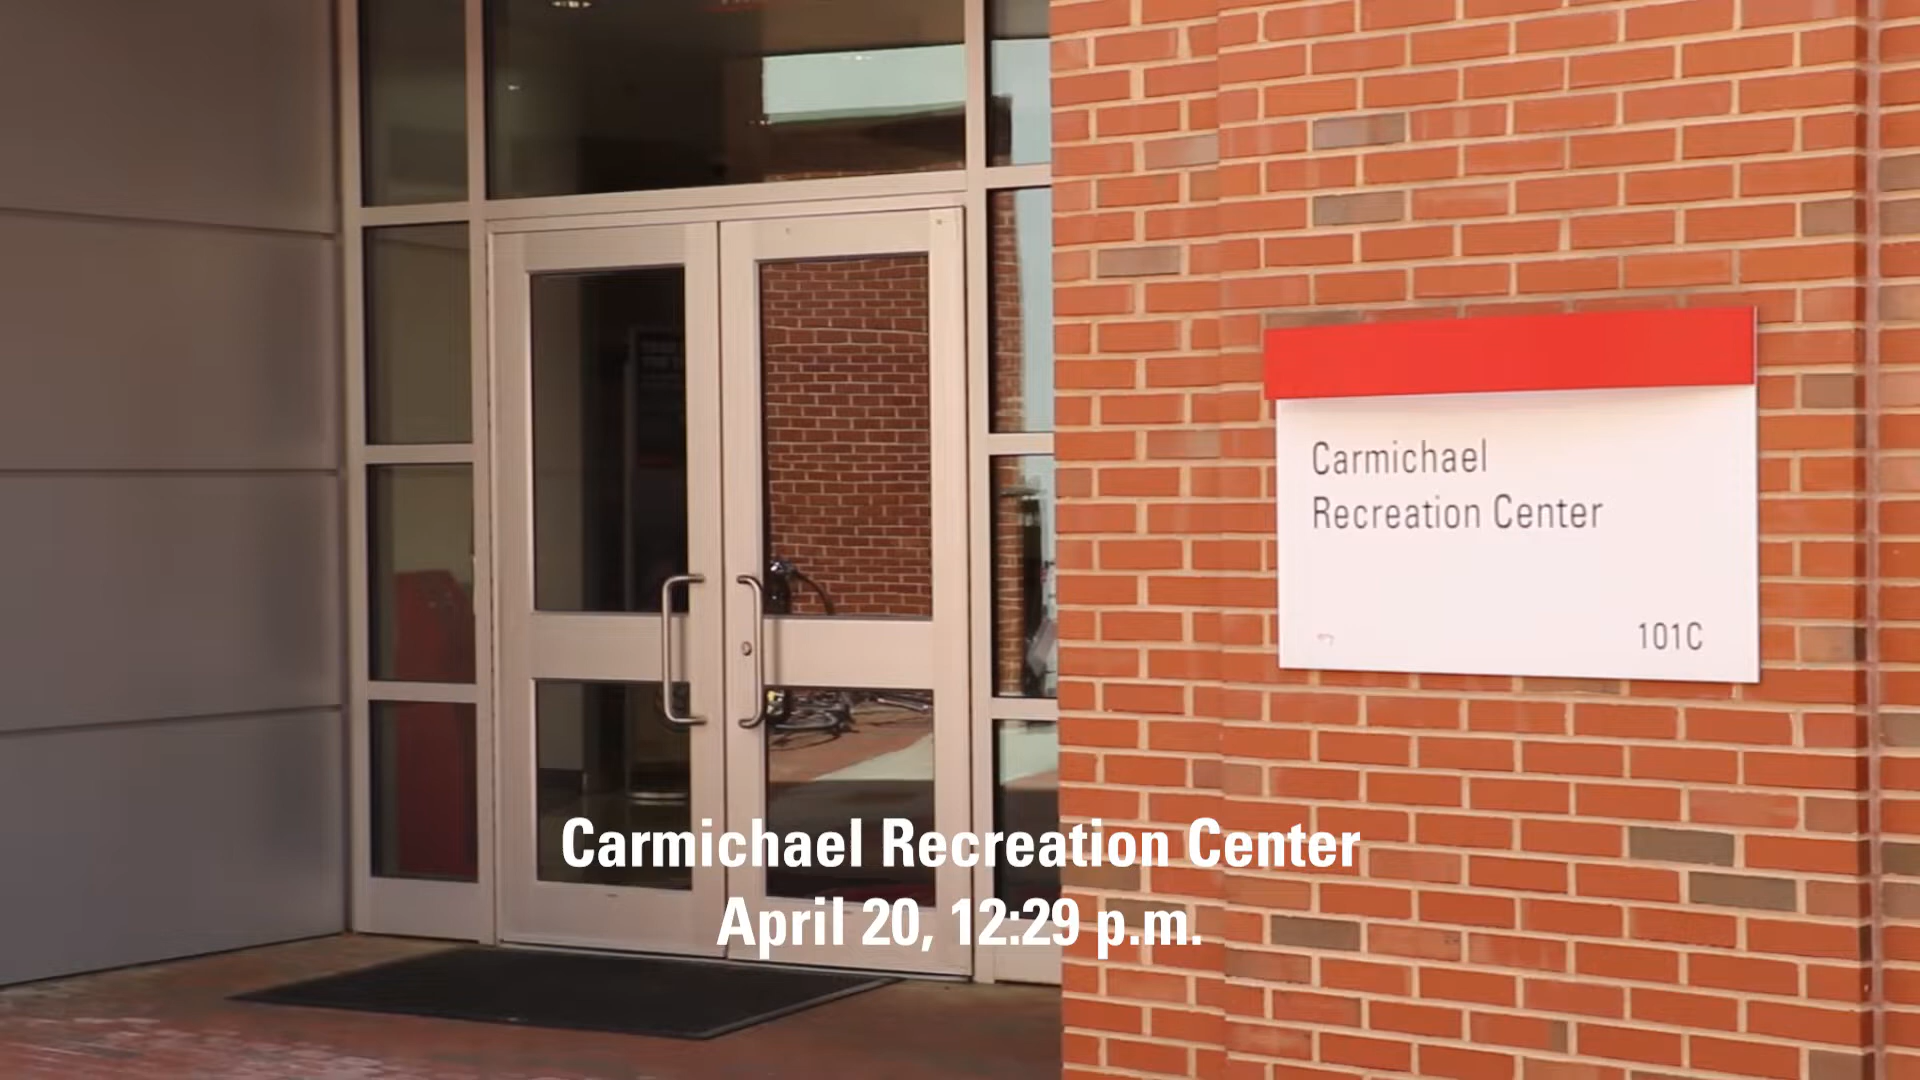 Carmichael
Recreation Center
101C
Carmichael Recreation Center
April 20, 12:29 p.m.